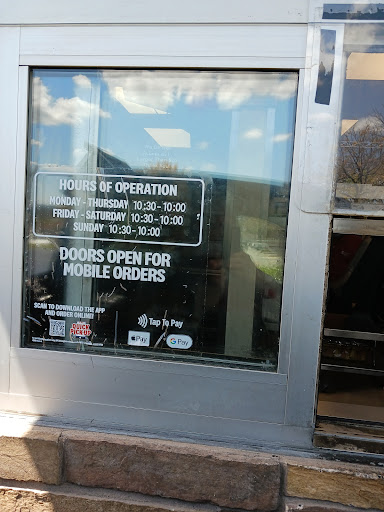 HOURS OF OPERATION
MONDAY - THURSDAY 10:30 - 10:00
FRIDAY - SATURDAY 10:30 - 10:00
SUNDAY 10:30 - 10:00
DOORS OPEN FOR
MOBILE ORDERS
SCAN TO DOWNLOAD THE APP
AND ORDER ONLINE!
QUICK
PICKUP
Tap To Pay
Pay
G Pay